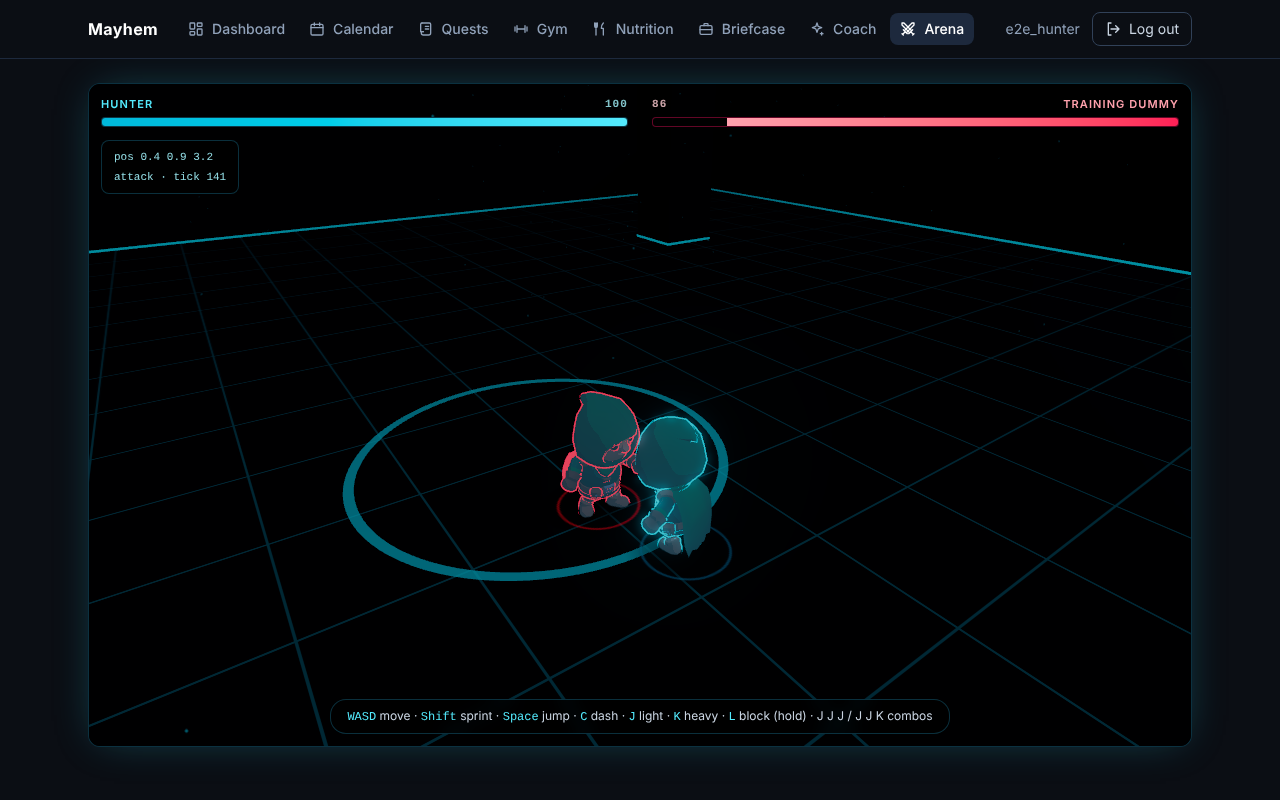 Mayhem Dashboard Calendar Quests Gym Nutrition Briefcase Coach Arena e2e_hunter Log out
HUNTER 100 86 TRAINING DUMMY
pos 0.4 0.9 3.2
attack · tick 141
WASD move · Shift sprint · Space jump · C dash · J light · K heavy · L block (hold) · J J J / J J K combos